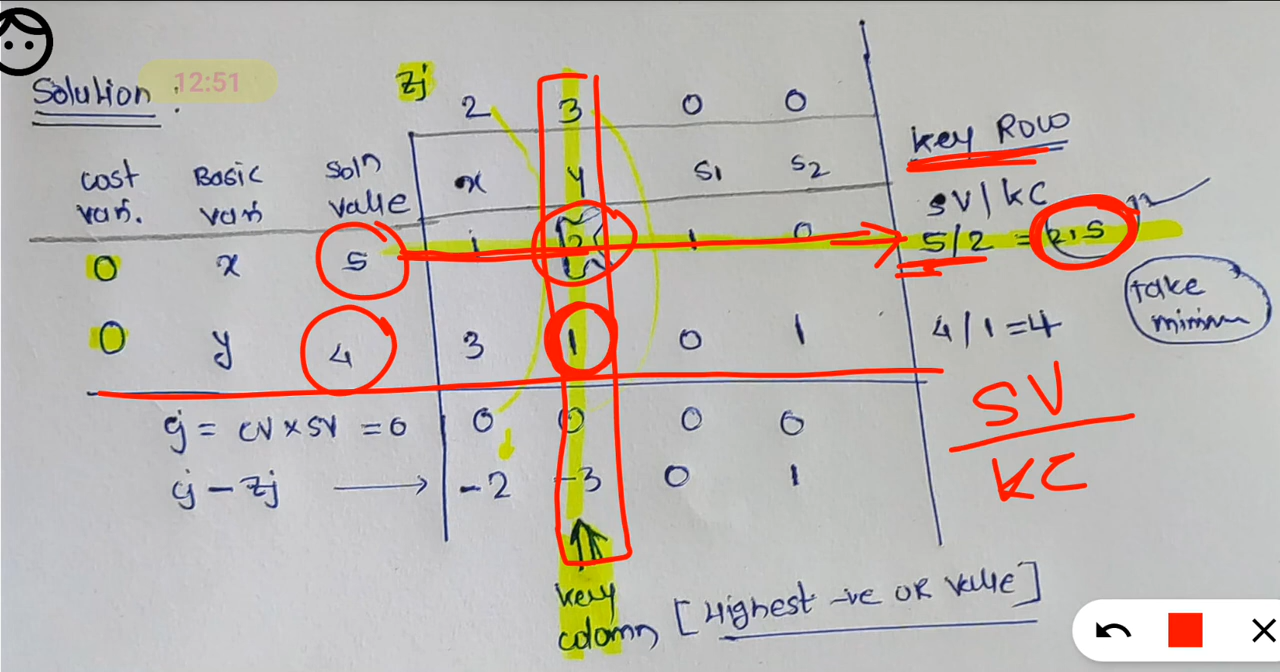 Solution :
12:51
Zj 2 3 0 0
cost var. Basic var Soln value x y S1 S2
Key Row
SV/KC
0 x 5 1 2 1 0 5/2 = 2.5
take minimum
0 y 4 3 1 0 1 4/1=4
SV
KC
cj = CV x SV = 0 0 0 0 0
cj - Zj → -2 -3 0 1
key colomn [Highest -ve OR Value]